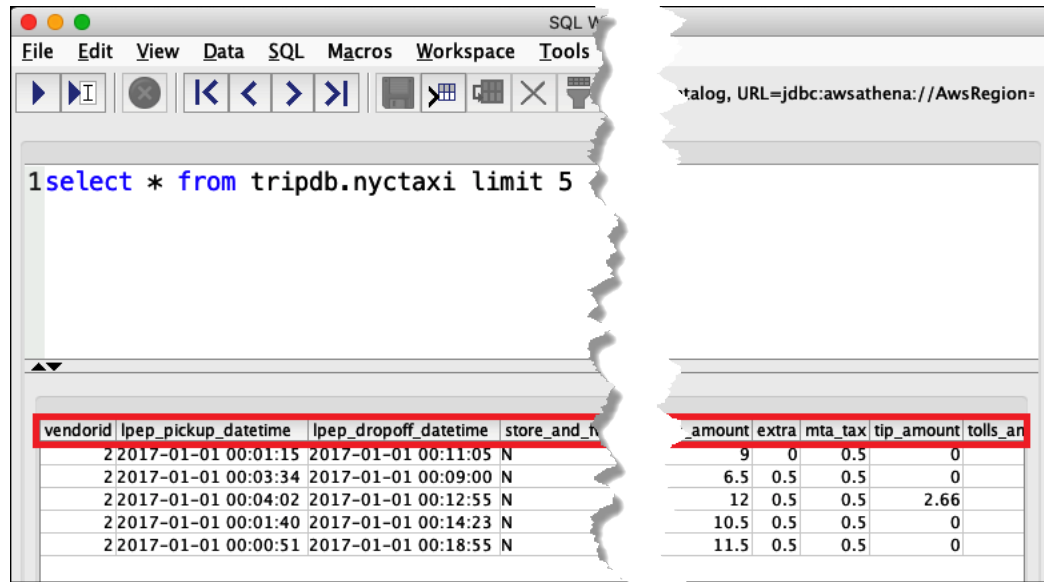 SQL W
File Edit View Data SQL Macros Workspace Tools
talog, URL=jdbc:awsathena://AwsRegion=
1 select * from tripdb.nyctaxi limit 5
vendorid lpep_pickup_datetime lpep_dropoff_datetime store_and_f _amount extra mta_tax tip_amount tolls_an
2 2017-01-01 00:01:15 2017-01-01 00:11:05 N 9 0 0.5 0
2 2017-01-01 00:03:34 2017-01-01 00:09:00 N 6.5 0.5 0.5 0
2 2017-01-01 00:04:02 2017-01-01 00:12:55 N 12 0.5 0.5 2.66
2 2017-01-01 00:01:40 2017-01-01 00:14:23 N 10.5 0.5 0.5 0
2 2017-01-01 00:00:51 2017-01-01 00:18:55 N 11.5 0.5 0.5 0